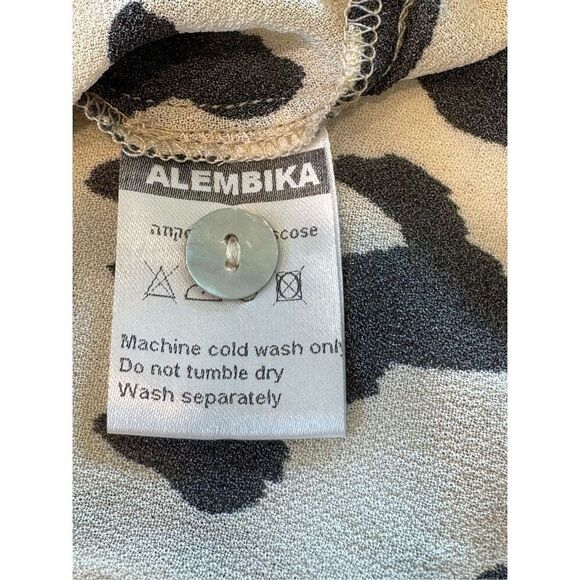 ALEMBIKA
Machine cold wash only
Do not tumble dry
Wash separately